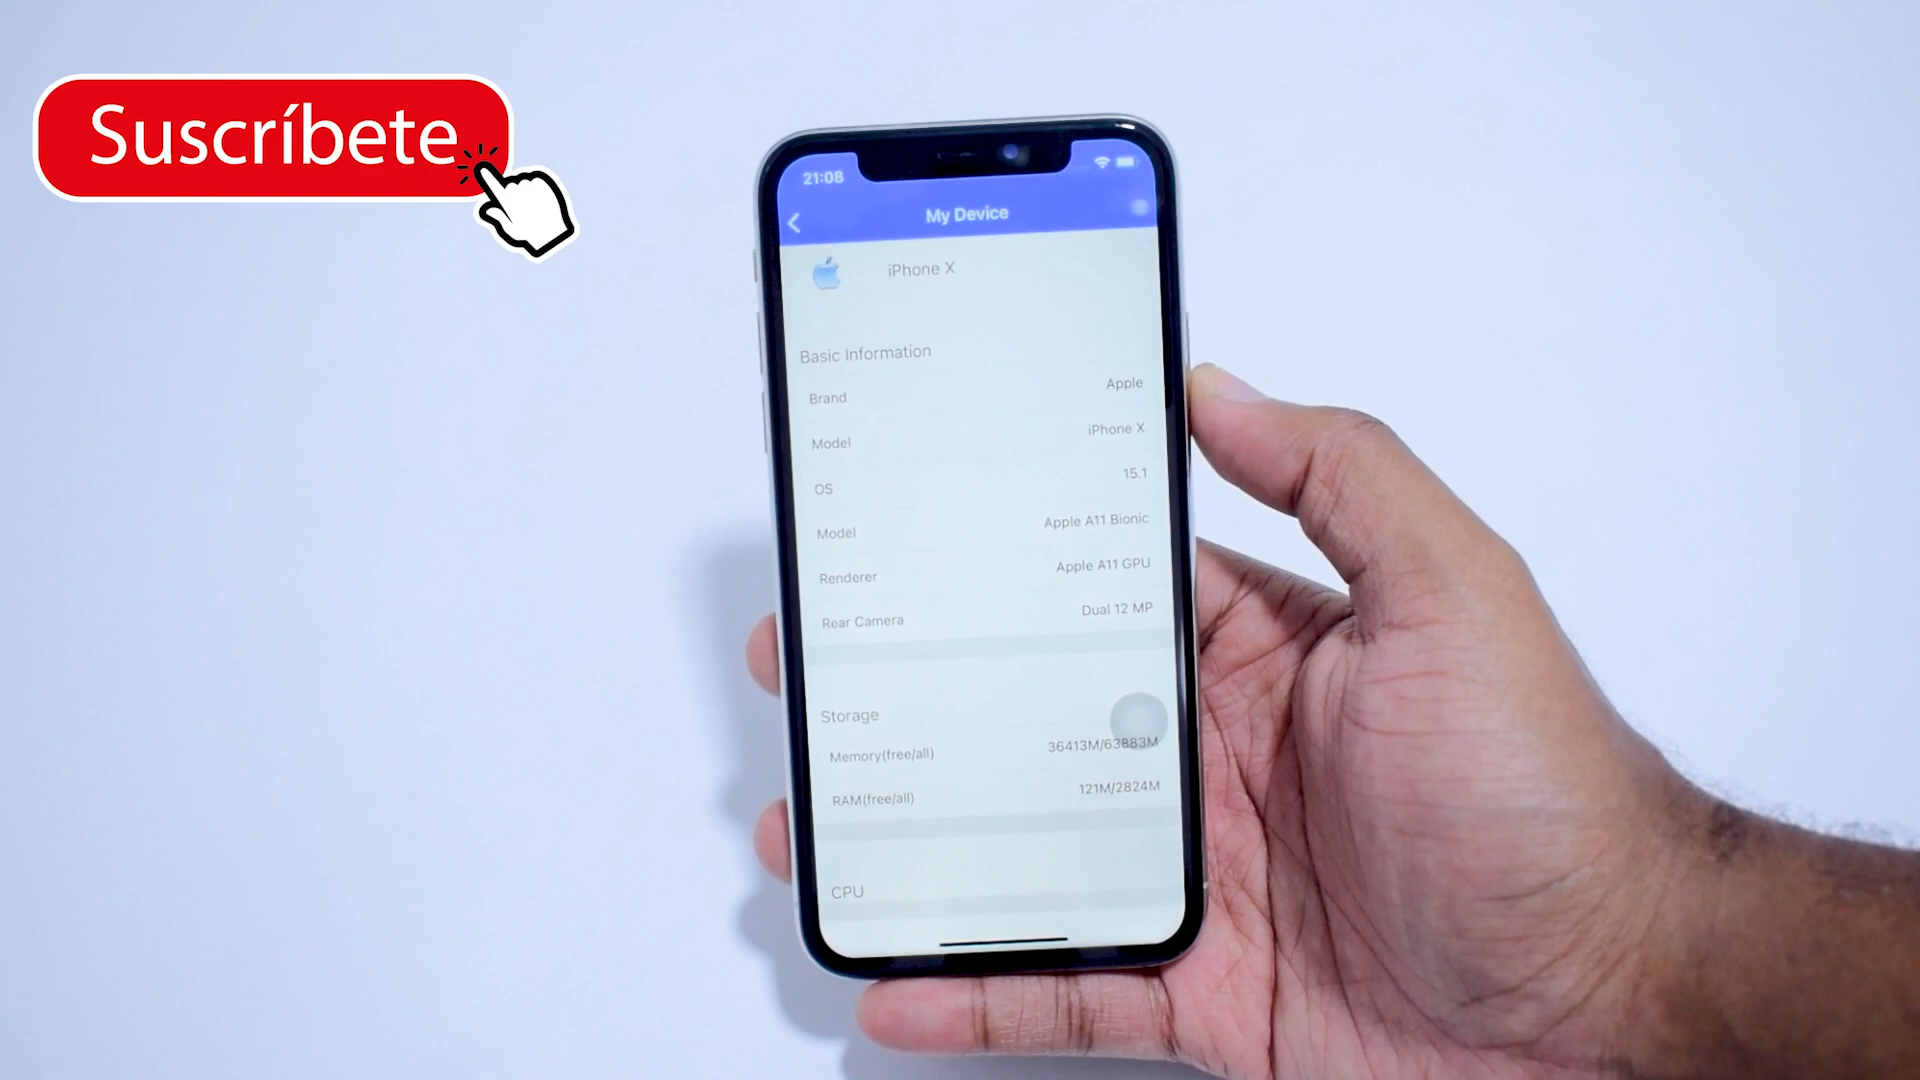 Suscríbete
21:08
My Device
iPhone X
Basic Information
Brand Apple
Model iPhone X
OS 15.1
Model Apple A11 Bionic
Renderer Apple A11 GPU
Rear Camera Dual 12 MP
Storage
Memory(free/all) 36413M/63883M
RAM(free/all) 121M/2824M
CPU